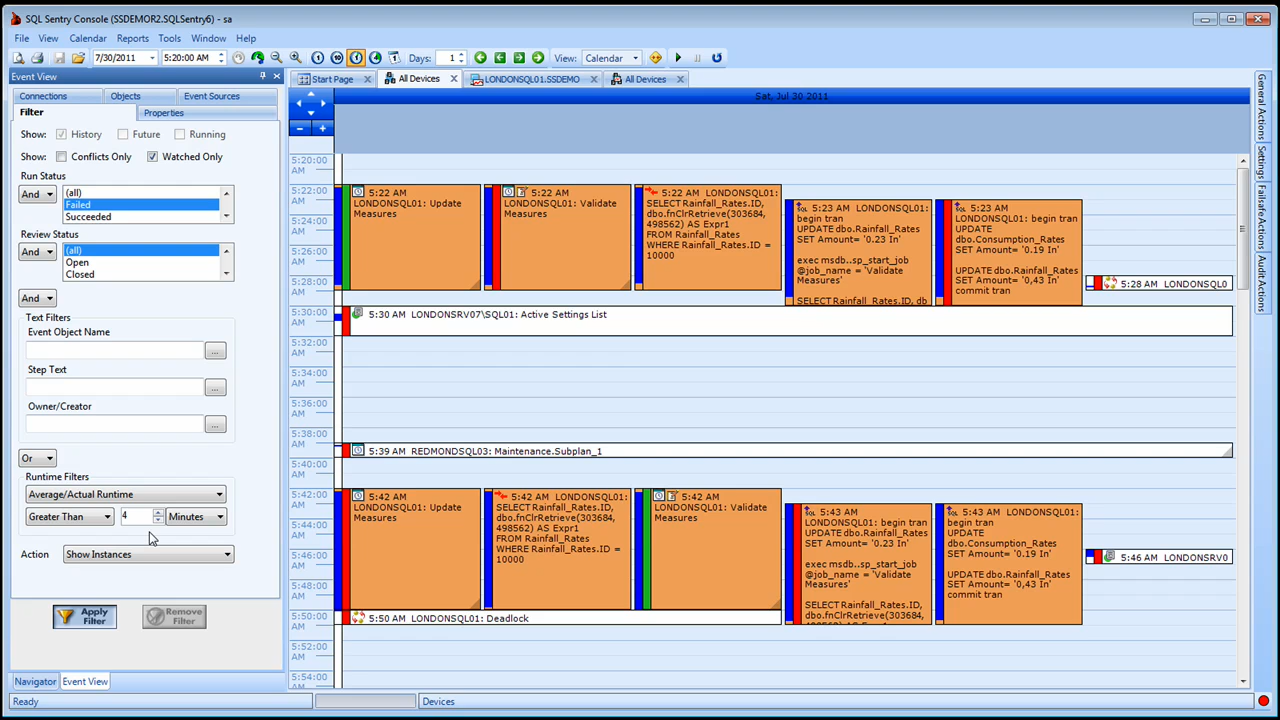 SQL Sentry Console (SSDEMOR2.SQLSentry6) - sa
File View Calendar Reports Tools Window Help
7/30/2011 5:20:00 AM Days: 1 View: Calendar
Event View
Start Page All Devices LONDONSQL01.SSDEMO All Devices
Connections Objects Event Sources
Filter Properties
Show: History Future Running
Show: Conflicts Only Watched Only
Run Status
And (all)
Failed
Succeeded
Review Status
And (all)
Open
Closed
And
Text Filters
Event Object Name
...
Step Text
...
Owner/Creator
...
Or
Runtime Filters
Average/Actual Runtime
Greater Than 4 Minutes
Action Show Instances
Apply Filter
Remove Filter
Navigator Event View
Ready Devices
Sat, Jul 30 2011
5:20:00 AM
5:22:00 AM
5:24:00 AM
5:26:00 AM
5:28:00 AM
5:30:00 AM
5:32:00 AM
5:34:00 AM
5:36:00 AM
5:38:00 AM
5:40:00 AM
5:42:00 AM
5:44:00 AM
5:46:00 AM
5:48:00 AM
5:50:00 AM
5:52:00 AM
5:54:00 AM
5:22 AM
LONDONSQL01: Update
Measures
5:22 AM
LONDONSQL01: Validate
Measures
5:22 AM LONDONSQL01:
SELECT Rainfall_Rates.ID,
dbo.fnClrRetrieve(303684,
498562) AS Expr1
FROM Rainfall_Rates
WHERE Rainfall_Rates.ID =
10000
5:23 AM LONDONSQL01:
begin tran
UPDATE dbo.Rainfall_Rates
SET Amount= '0.23 In'
exec msdb..sp_start_job
@job_name = 'Validate
Measures'
SELECT Rainfall_Rates.ID, db
5:23 AM
LONDONSQL01: begin tran
UPDATE
dbo.Consumption_Rates
SET Amount= '0.19 In'
UPDATE dbo.Rainfall_Rates
SET Amount= '0,43 In'
commit tran
5:28 AM LONDONSQL0
5:30 AM LONDONSRV07\SQL01: Active Settings List
5:39 AM REDMONDSQL03: Maintenance.Subplan_1
5:42 AM
LONDONSQL01: Update
Measures
5:42 AM LONDONSQL01:
SELECT Rainfall_Rates.ID,
dbo.fnClrRetrieve(303684,
498562) AS Expr1
FROM Rainfall_Rates
WHERE Rainfall_Rates.ID =
10000
5:42 AM
LONDONSQL01: Validate
Measures
5:43 AM
LONDONSQL01: begin tran
UPDATE dbo.Rainfall_Rates
SET Amount= '0.23 In'
exec msdb..sp_start_job
@job_name = 'Validate
Measures'
SELECT Rainfall_Rates.ID,
5:43 AM LONDONSQL01:
begin tran
UPDATE
dbo.Consumption_Rates
SET Amount= '0.19 In'
UPDATE dbo.Rainfall_Rates
SET Amount= '0,43 In'
commit tran
5:46 AM LONDONSRV0
5:50 AM LONDONSQL01: Deadlock
General Actions
Settings
Failsafe Actions
Audit Actions